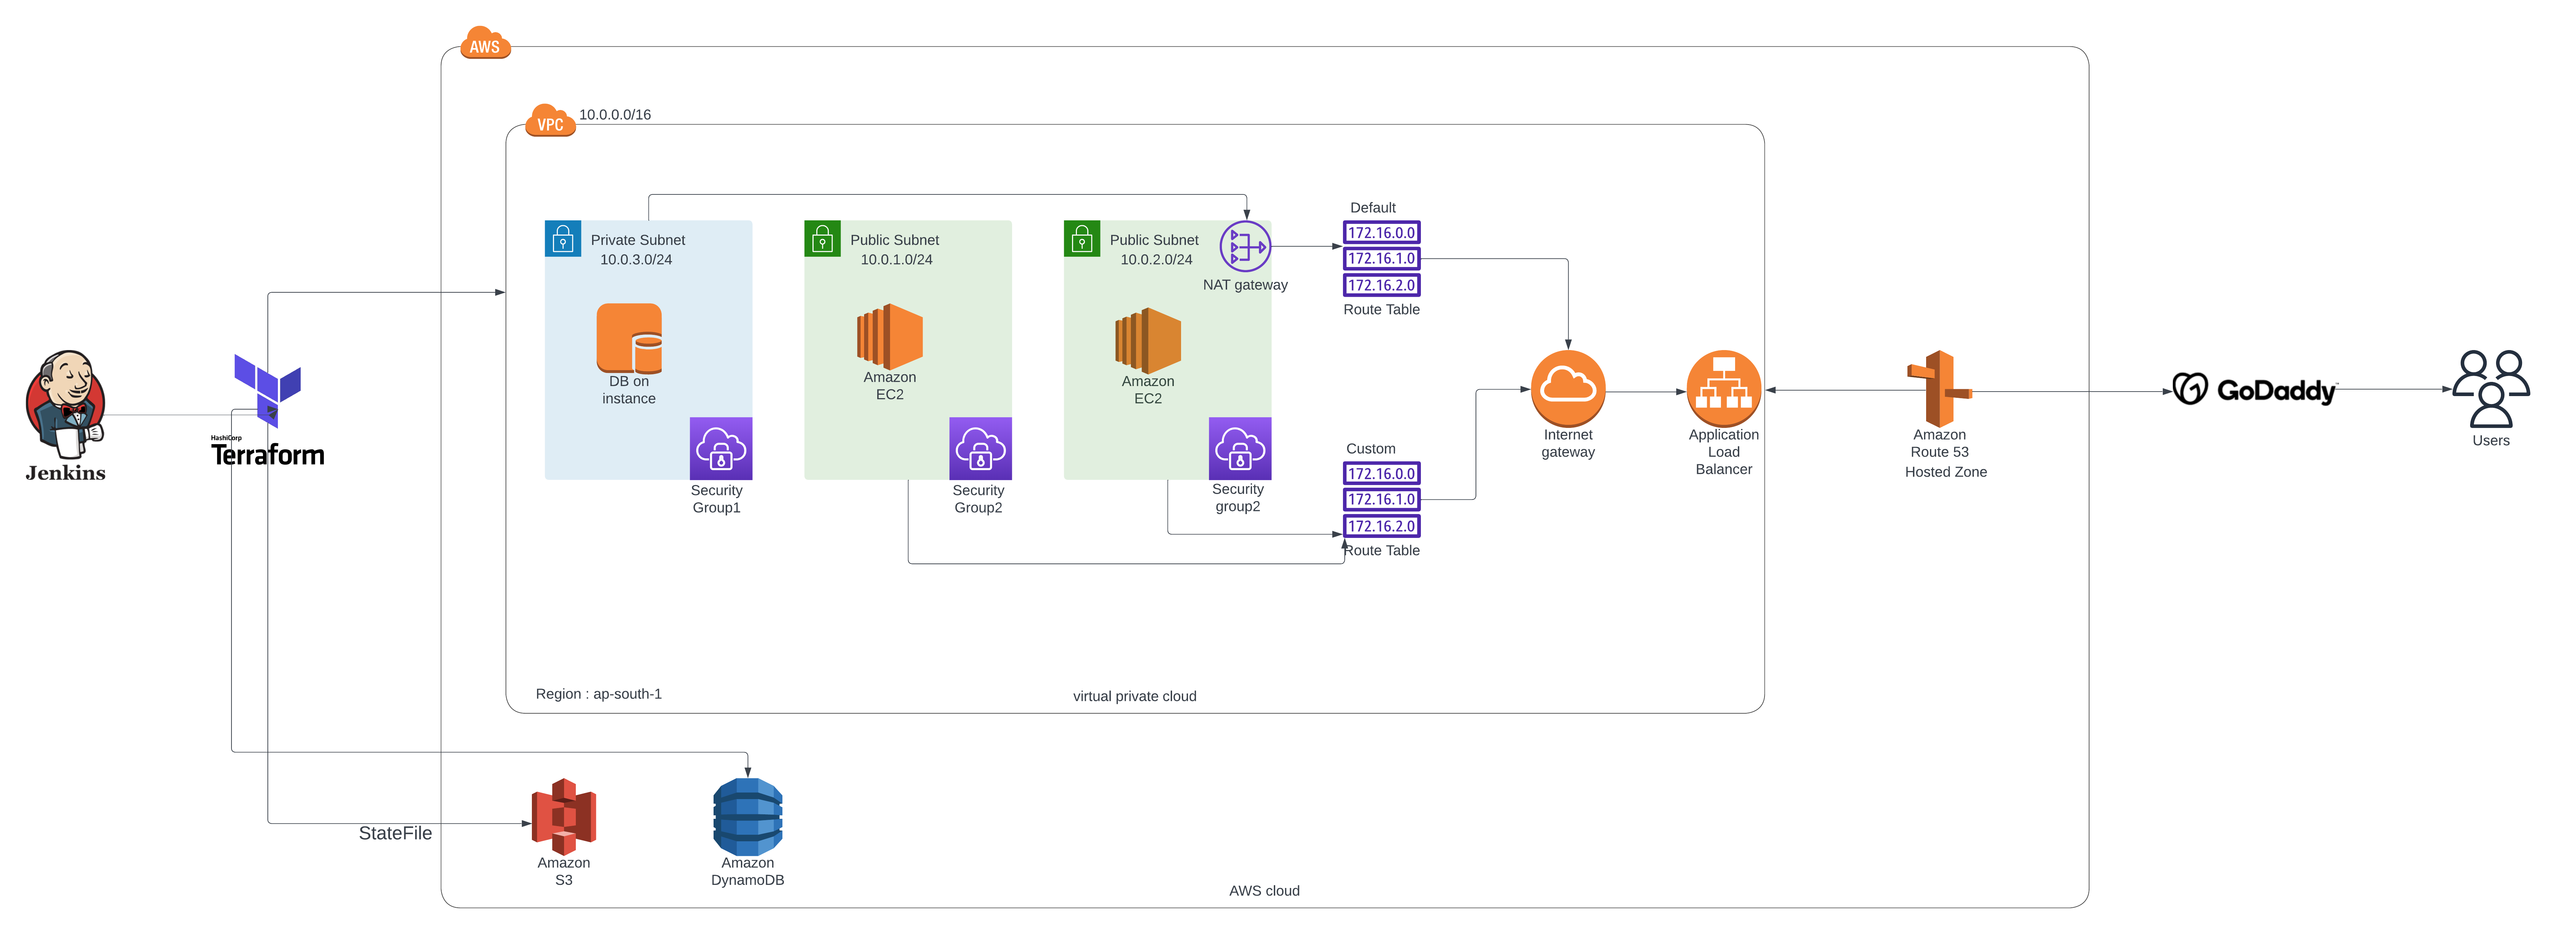 AWS
VPC
10.0.0.0/16
Private Subnet
10.0.3.0/24
DB on
instance
Security
Group1
Public Subnet
10.0.1.0/24
Amazon
EC2
Security
Group2
Public Subnet
10.0.2.0/24
NAT gateway
Amazon
EC2
Security
group2
Default
172.16.0.0
172.16.1.0
172.16.2.0
Route Table
Custom
172.16.0.0
172.16.1.0
172.16.2.0
Route Table
Internet
gateway
Application
Load
Balancer
Amazon
Route 53
Hosted Zone
GoDaddy
Users
Jenkins
HashiCorp
Terraform
Region : ap-south-1
virtual private cloud
StateFile
Amazon
S3
Amazon
DynamoDB
AWS cloud